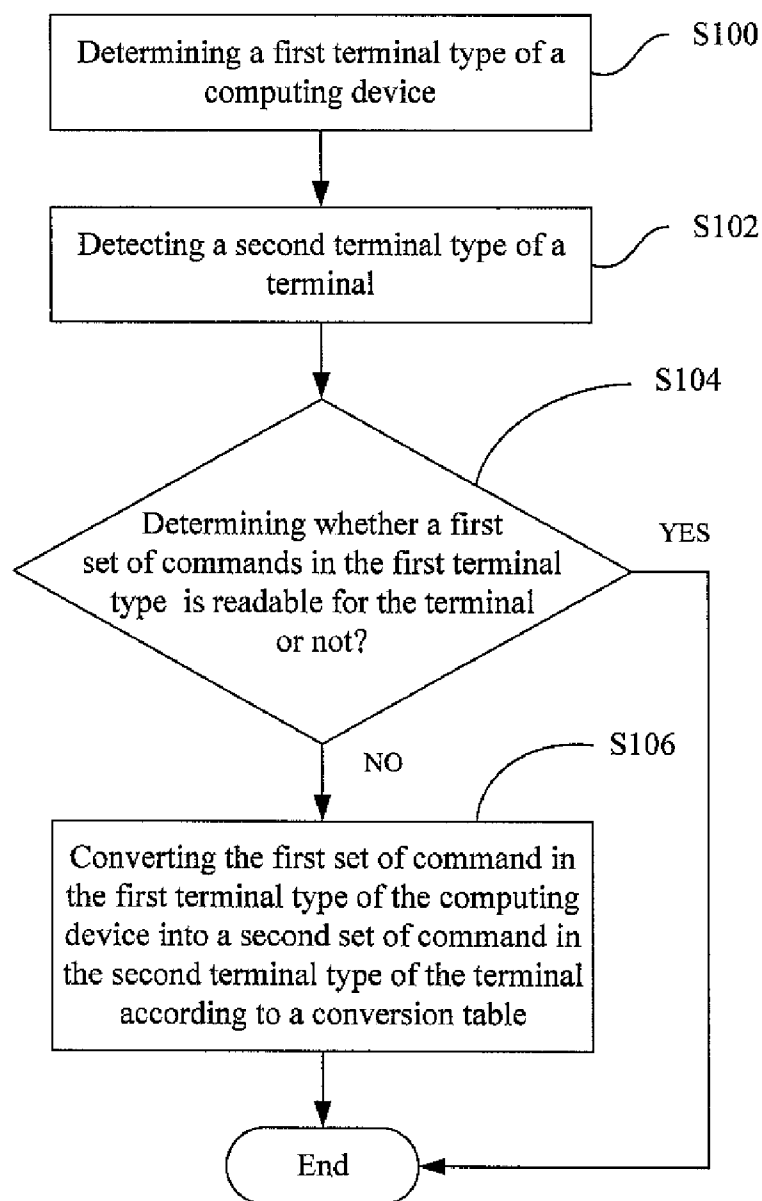 Determining a first terminal type of a
computing device
S100
Detecting a second terminal type of a
terminal
S102
S104
Determining whether a first
set of commands in the first terminal
type is readable for the terminal
or not?
YES
NO
S106
Converting the first set of command in
the first terminal type of the computing
device into a second set of command in
the second terminal type of the terminal
according to a conversion table
End